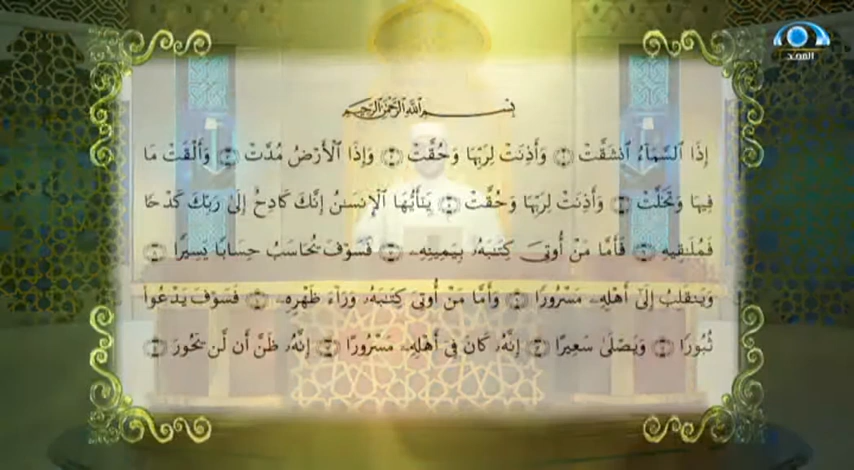 المجد
بسم الله الرحمن الرحيم
إِذَا ٱلسَّمَآءُ ٱنشَقَّتْ ۝ وَأَذِنَتْ لِرَبِّهَا وَحُقَّتْ ۝ وَإِذَا ٱلْأَرْضُ مُدَّتْ ۝ وَأَلْقَتْ مَا
فِيهَا وَتَخَلَّتْ ۝ وَأَذِنَتْ لِرَبِّهَا وَحُقَّتْ ۝ يَـٰٓأَيُّهَا ٱلْإِنسَـٰنُ إِنَّكَ كَادِحٌ إِلَىٰ رَبِّكَ كَدْحًا
فَمُلَـٰقِيهِ ۝ فَأَمَّا مَنْ أُوتِىَ كِتَـٰبَهُۥ بِيَمِينِهِۦ ۝ فَسَوْفَ يُحَاسَبُ حِسَابًا يَسِيرًا ۝
وَيَنقَلِبُ إِلَىٰٓ أَهْلِهِۦ مَسْرُورًا ۝ وَأَمَّا مَنْ أُوتِىَ كِتَـٰبَهُۥ وَرَآءَ ظَهْرِهِۦ ۝ فَسَوْفَ يَدْعُوا۟
ثُبُورًا ۝ وَيَصْلَىٰ سَعِيرًا ۝ إِنَّهُۥ كَانَ فِىٓ أَهْلِهِۦ مَسْرُورًا ۝ إِنَّهُۥ ظَنَّ أَن لَّن يَحُورَ ۝